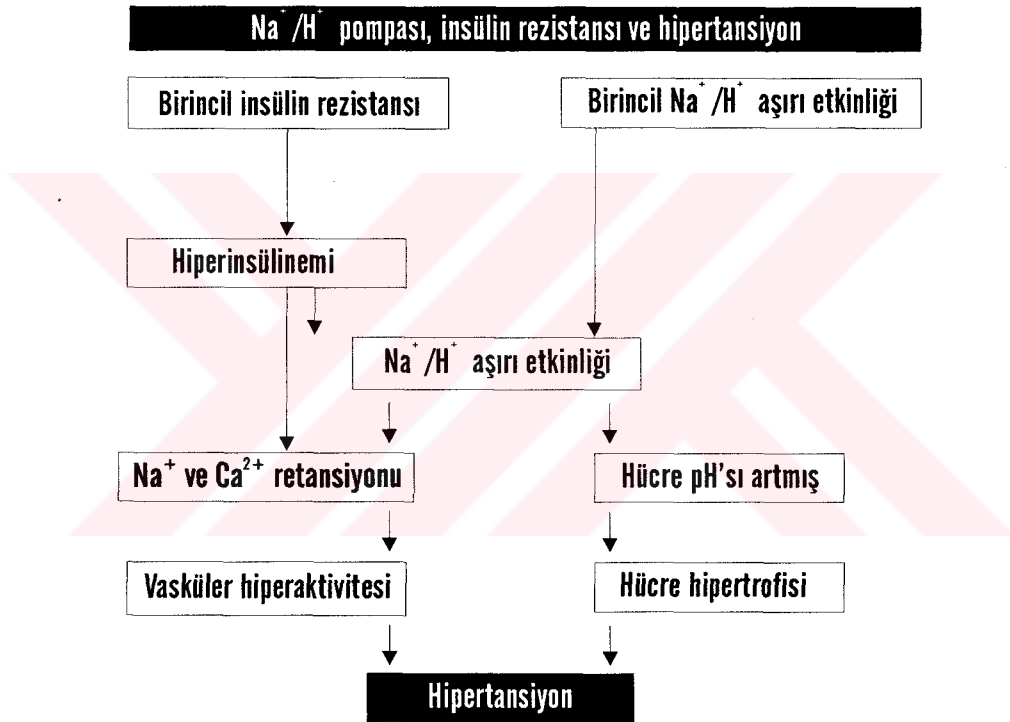 Na⁺/H⁺ pompası, insülin rezistansı ve hipertansiyon
Birincil insülin rezistansı
Birincil Na⁺/H⁺ aşırı etkinliği
Hiperinsülinemi
Na⁺/H⁺ aşırı etkinliği
Na⁺ ve Ca²⁺ retansiyonu
Hücre pH'sı artmış
Vasküler hiperaktivitesi
Hücre hipertrofisi
Hipertansiyon